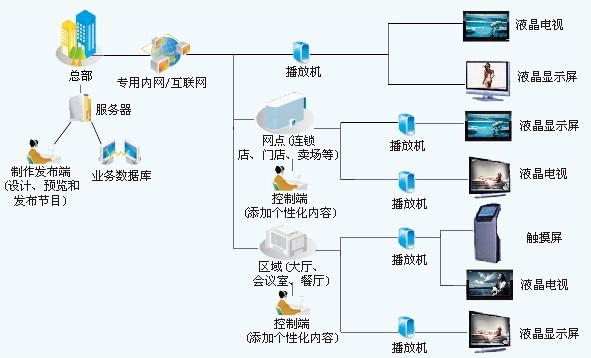 总部
专用内网/互联网
播放机
液晶电视
液晶显示屏
服务器
制作发布端
(设计、预览和
发布节目)
业务数据库
网点(连锁
店、门店、卖场等)
播放机
液晶显示屏
控制端
(添加个性化内容)
播放机
液晶电视
区域(大厅、
会议室、餐厅)
播放机
触摸屏
液晶电视
控制端
(添加个性化内容)
播放机
液晶显示屏